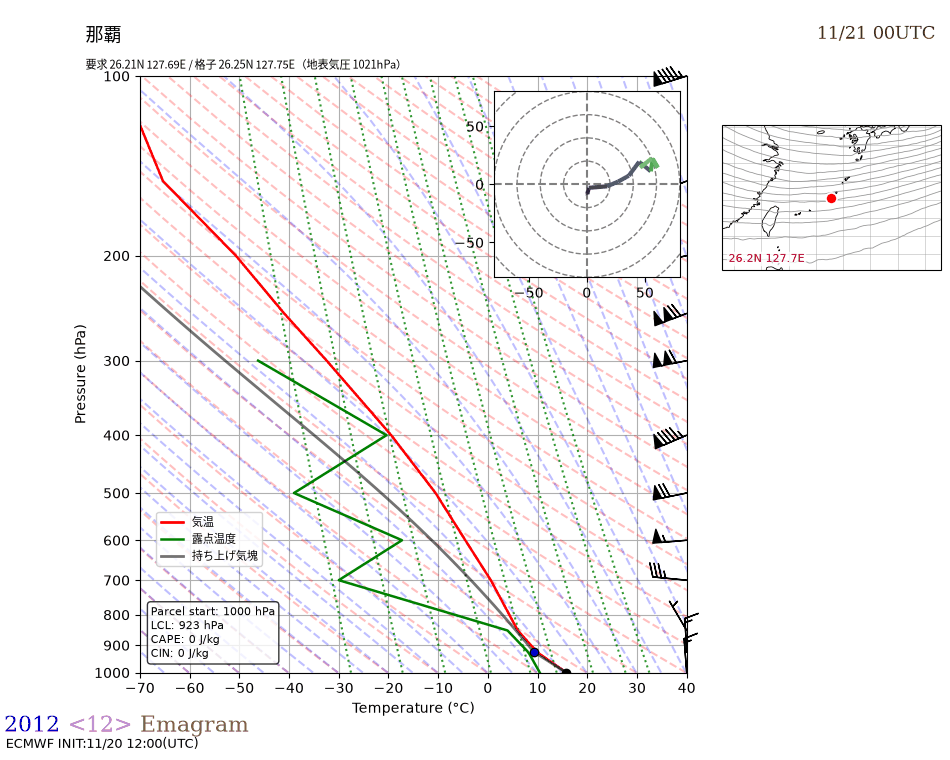 那覇
11/21 00UTC
要求 26.21N 127.69E / 格子 26.25N 127.75E（地表気圧 1021hPa）
100
200
300
400
500
600
700
800
900
1000
Pressure (hPa)
50
0
−50
−50 0 50
26.2N 127.7E
気温
露点温度
持ち上げ気塊
Parcel start: 1000 hPa
LCL: 923 hPa
CAPE: 0 J/kg
CIN: 0 J/kg
−70 −60 −50 −40 −30 −20 −10 0 10 20 30 40
Temperature (°C)
2012 <12> Emagram
ECMWF INIT:11/20 12:00(UTC)